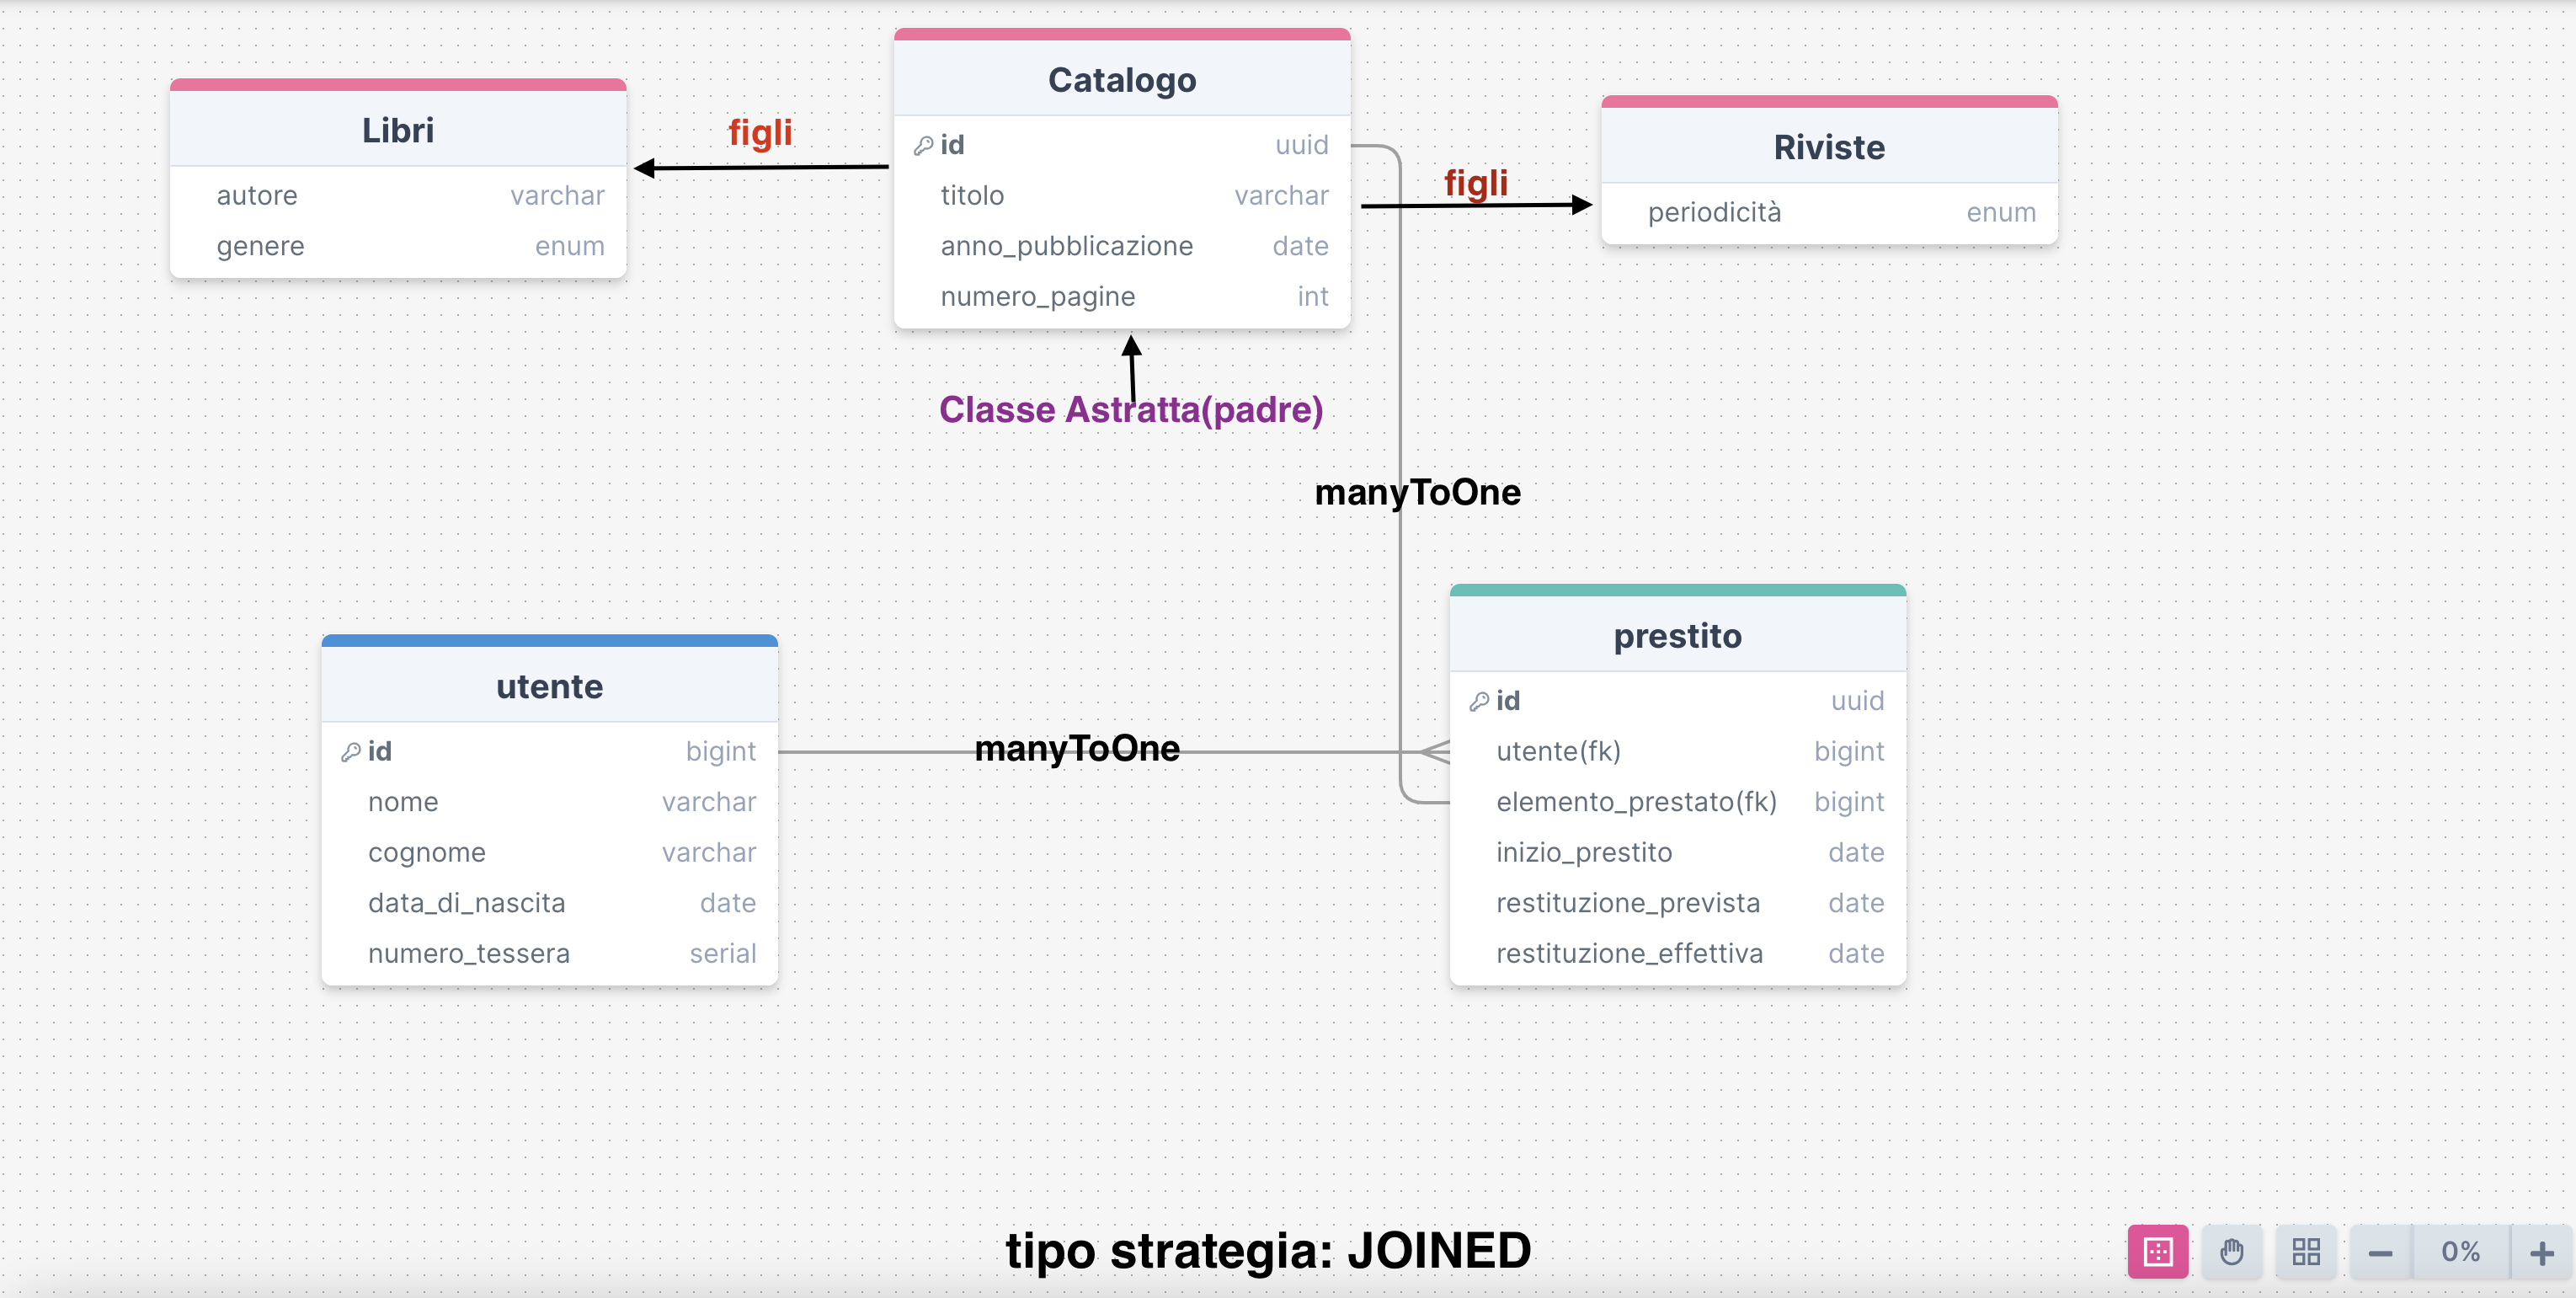 Catalogo
id uuid
titolo varchar
anno_pubblicazione date
numero_pagine int
Libri
autore varchar
genere enum
figli
figli
Riviste
periodicità enum
Classe Astratta(padre)
manyToOne
prestito
id uuid
utente(fk) bigint
elemento_prestato(fk) bigint
inizio_prestito date
restituzione_prevista date
restituzione_effettiva date
utente
id bigint
nome varchar
cognome varchar
data_di_nascita date
numero_tessera serial
manyToOne
tipo strategia: JOINED
0%